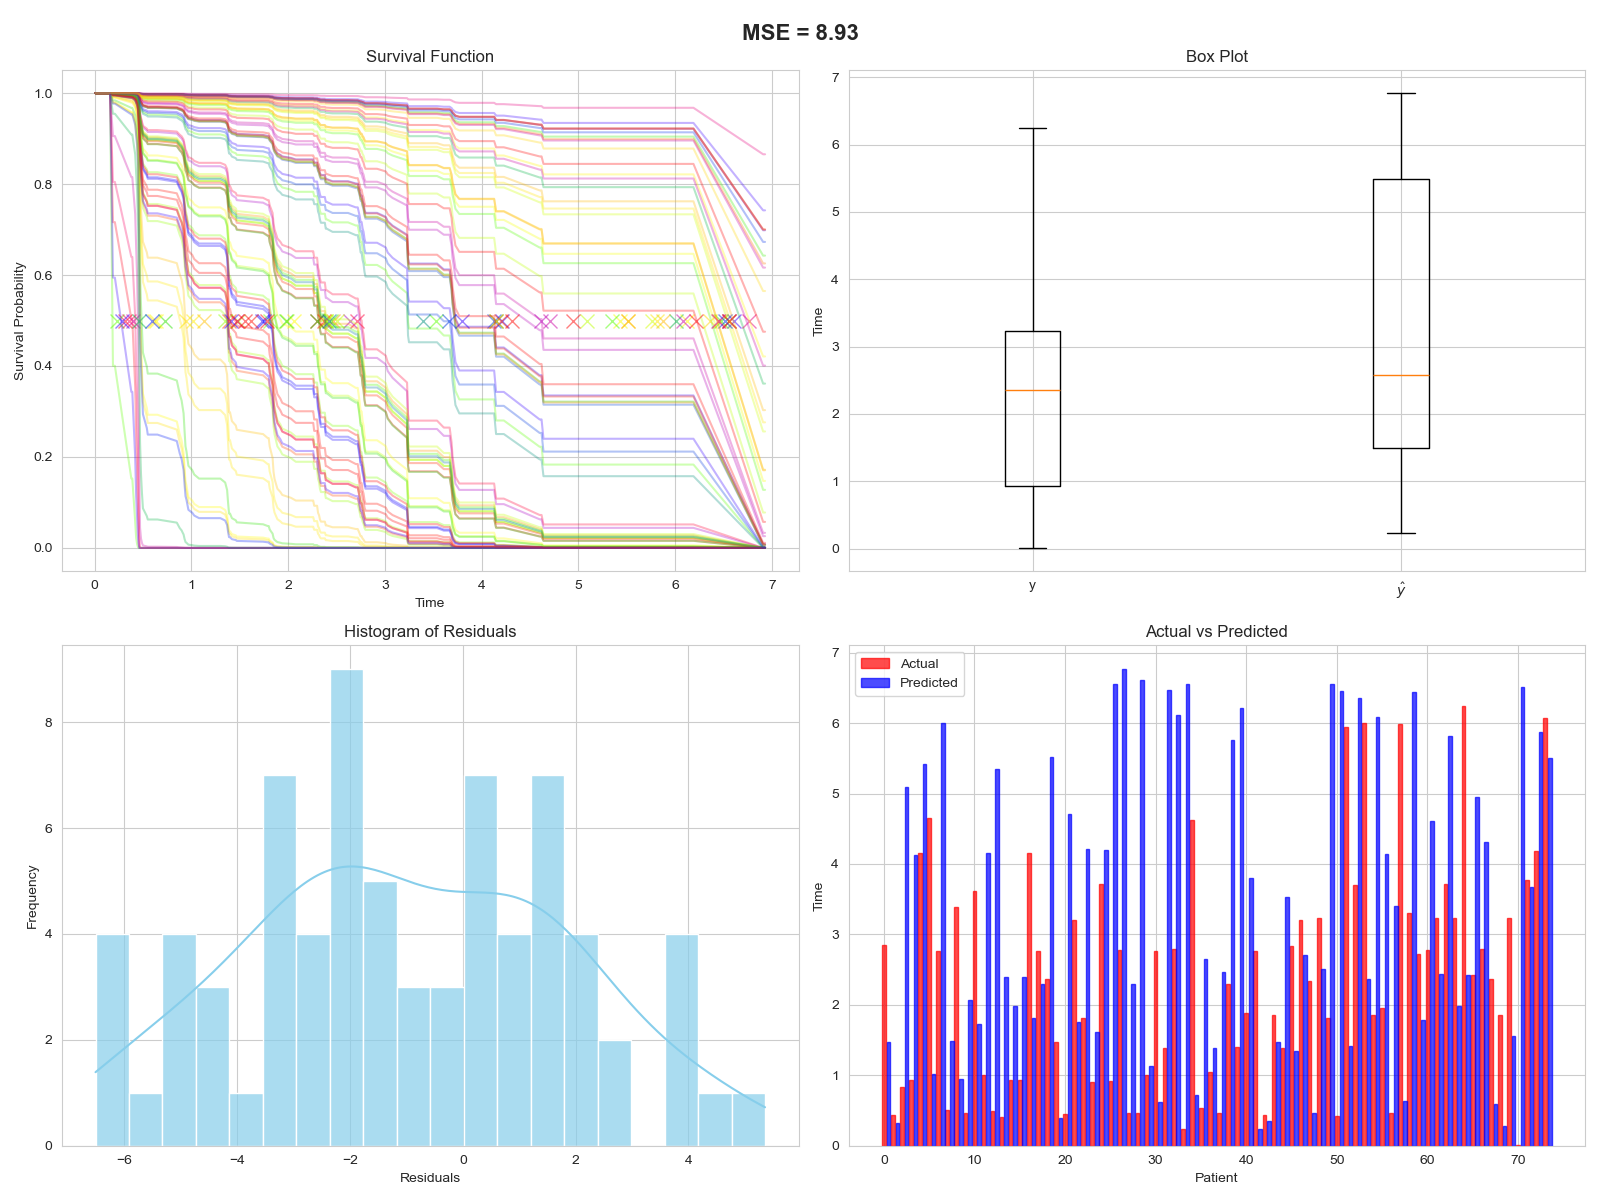 MSE = 8.93
Survival Function
Survival Probability
1.0
0.8
0.6
0.4
0.2
0.0
0 1 2 3 4 5 6 7
Time
Box Plot
Time
7
6
5
4
3
2
1
0
y ŷ
Histogram of Residuals
Frequency
8
6
4
2
0
−6 −4 −2 0 2 4
Residuals
Actual vs Predicted
Actual
Predicted
Time
7
6
5
4
3
2
1
0
0 10 20 30 40 50 60 70
Patient